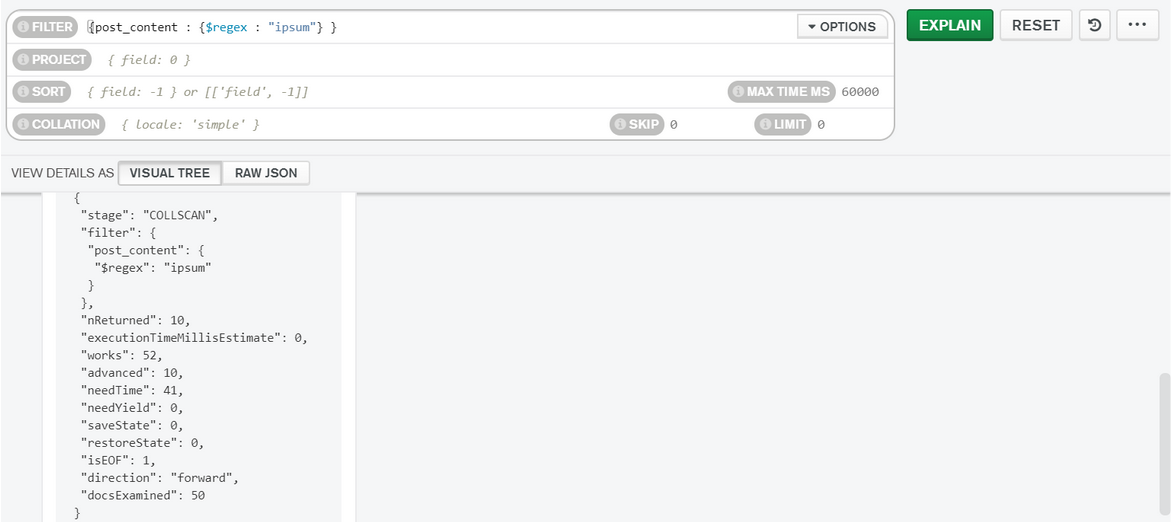 FILTER {post_content : {$regex : "ipsum"} } OPTIONS EXPLAIN RESET ...
PROJECT { field: 0 }
SORT { field: -1 } or [['field', -1]] MAX TIME MS 60000
COLLATION { locale: 'simple' } SKIP 0 LIMIT 0
VIEW DETAILS AS VISUAL TREE RAW JSON
{
"stage": "COLLSCAN",
"filter": {
"post_content": {
"$regex": "ipsum"
}
},
"nReturned": 10,
"executionTimeMillisEstimate": 0,
"works": 52,
"advanced": 10,
"needTime": 41,
"needYield": 0,
"saveState": 0,
"restoreState": 0,
"isEOF": 1,
"direction": "forward",
"docsExamined": 50
}